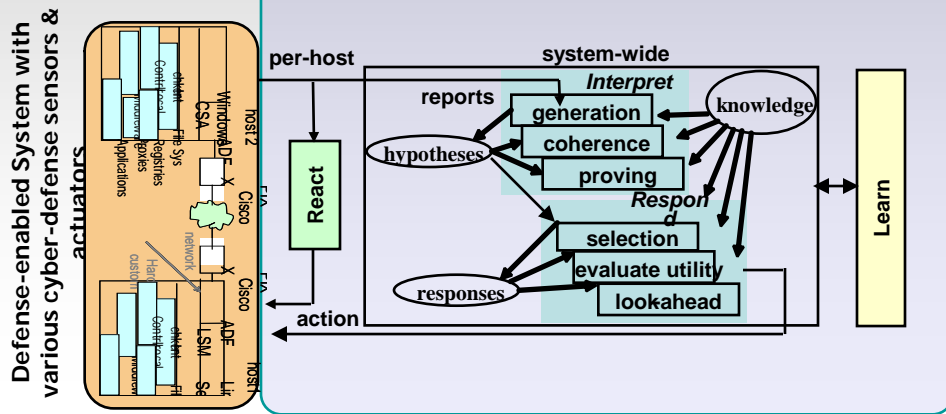 Defense-enabled System with
various cyber-defense sensors &
actuators
per-host
system-wide
Interpret
reports
generation
knowledge
coherence
hypotheses
proving
React
Respon
d
selection
evaluate utility
responses
lookahead
action
Learn
host2
Windows
ADF
CSA
File Sys
Registries
Applications
X
Cisco
network
X
Cisco
ADF
LSM